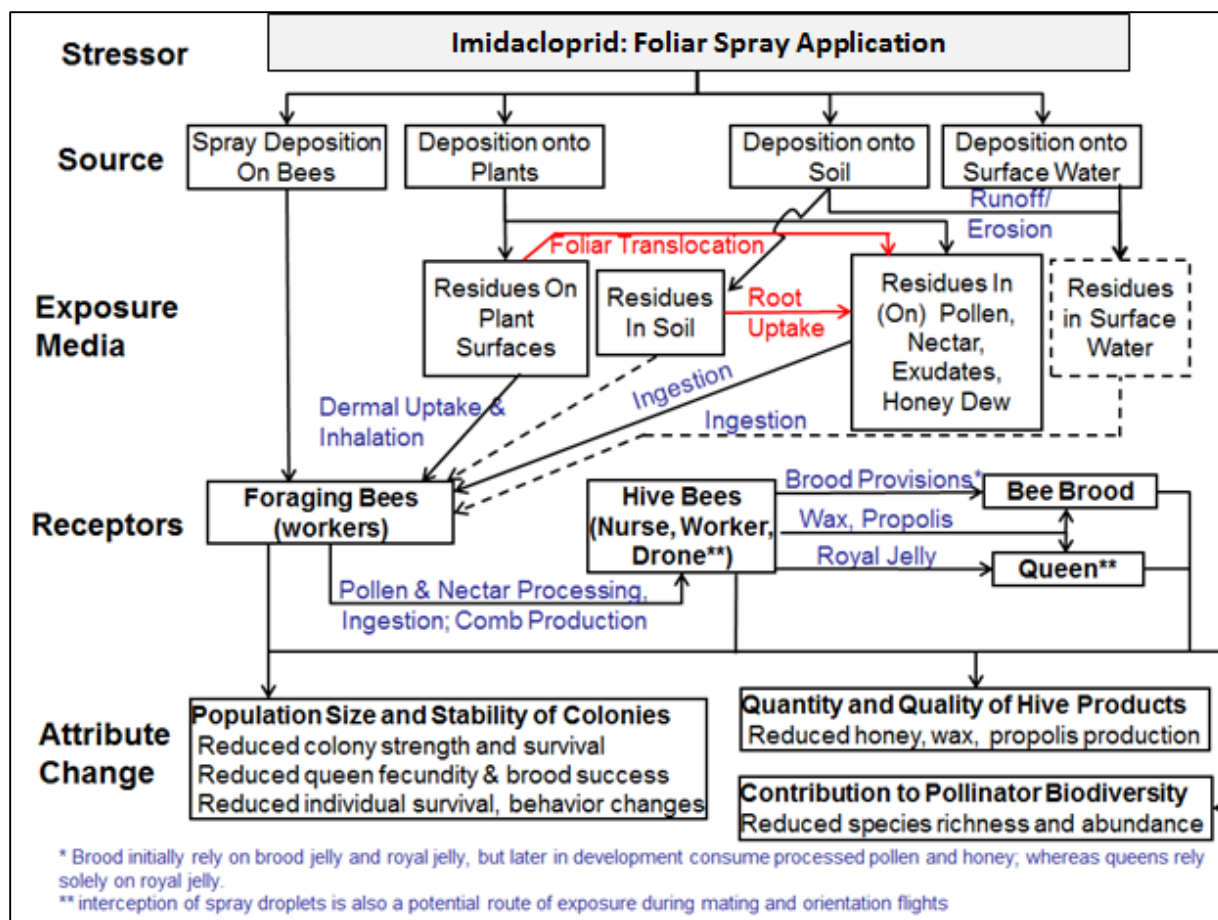 Stressor
Imidacloprid: Foliar Spray Application
Source
Spray Deposition
On Bees
Deposition onto
Plants
Deposition onto
Soil
Deposition onto
Surface Water
Runoff/
Erosion
Foliar Translocation
Exposure
Media
Residues On
Plant
Surfaces
Residues
In Soil
Root
Uptake
Residues In
(On) Pollen,
Nectar,
Exudates,
Honey Dew
Residues
in Surface
Water
Dermal Uptake &
Inhalation
Ingestion
Ingestion
Receptors
Foraging Bees
(workers)
Hive Bees
(Nurse, Worker,
Drone**)
Brood Provisions*
Wax, Propolis
Royal Jelly
Bee Brood
Queen**
Pollen & Nectar Processing,
Ingestion; Comb Production
Attribute
Change
Population Size and Stability of Colonies
Reduced colony strength and survival
Reduced queen fecundity & brood success
Reduced individual survival, behavior changes
Quantity and Quality of Hive Products
Reduced honey, wax, propolis production
Contribution to Pollinator Biodiversity
Reduced species richness and abundance
* Brood initially rely on brood jelly and royal jelly, but later in development consume processed pollen and honey; whereas queens rely
solely on royal jelly.
** interception of spray droplets is also a potential route of exposure during mating and orientation flights